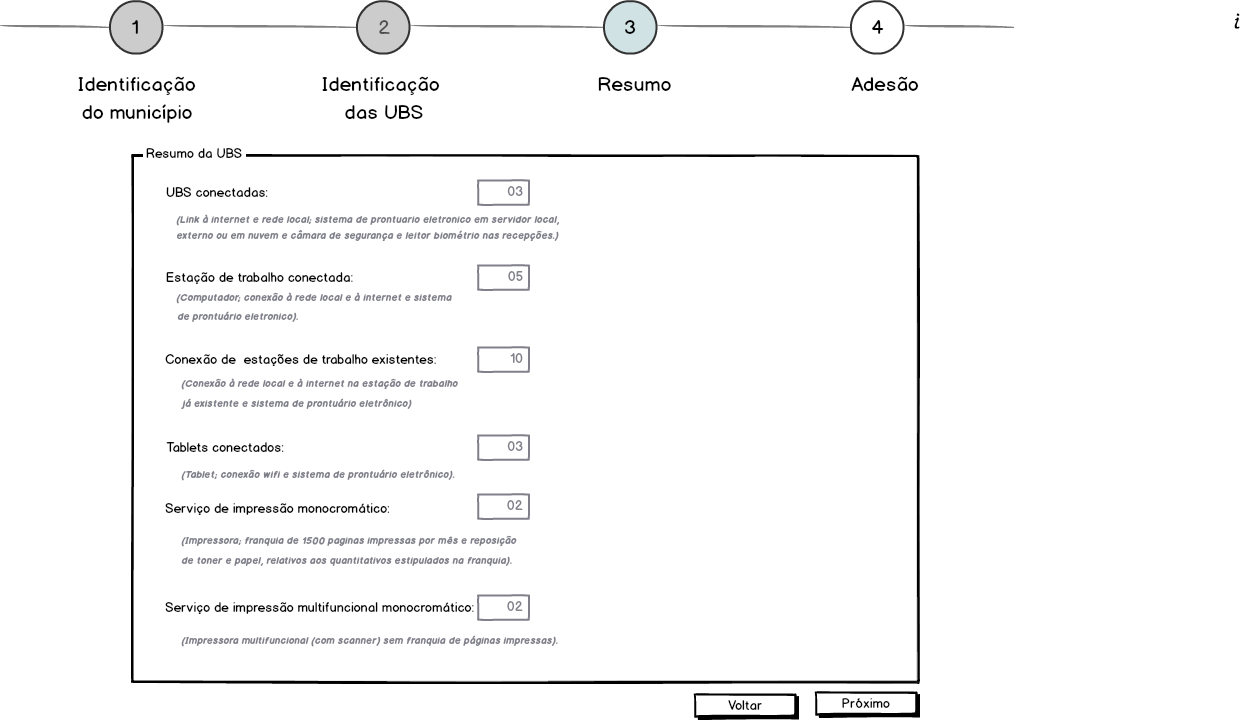 1 2 3 4
i
Identificação Identificação Resumo Adesão
do município das UBS
Resumo da UBS
UBS conectadas: 03
(Link à internet e rede local; sistema de prontuario eletronico em servidor local,
externo ou em nuvem e câmara de segurança e leitor biométrio nas recepções.)
Estação de trabalho conectada: 05
(Computador; conexão à rede local e à internet e sistema
de prontuário eletronico).
Conexão de estações de trabalho existentes: 10
(Conexão à rede local e à internet na estação de trabalho
já existente e sistema de prontuário eletrônico)
Tablets conectados: 03
(Tablet; conexão wifi e sistema de prontuário eletrônico).
Serviço de impressão monocromático: 02
(Impressora; franquia de 1500 paginas impressas por mês e reposição
de toner e papel, relativos aos quantitativos estipulados na franquia).
Serviço de impressão multifuncional monocromático: 02
(Impressora multifuncional (com scanner) sem franquia de páginas impressas).
Voltar Próximo